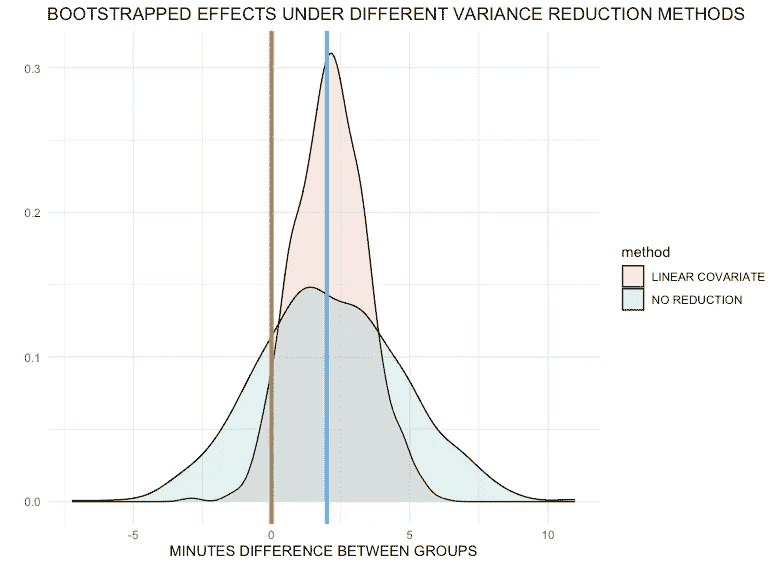 BOOTSTRAPPED EFFECTS UNDER DIFFERENT VARIANCE REDUCTION METHODS
0.3
0.2
0.1
0.0
-5
0
5
10
MINUTES DIFFERENCE BETWEEN GROUPS
method
LINEAR COVARIATE
NO REDUCTION